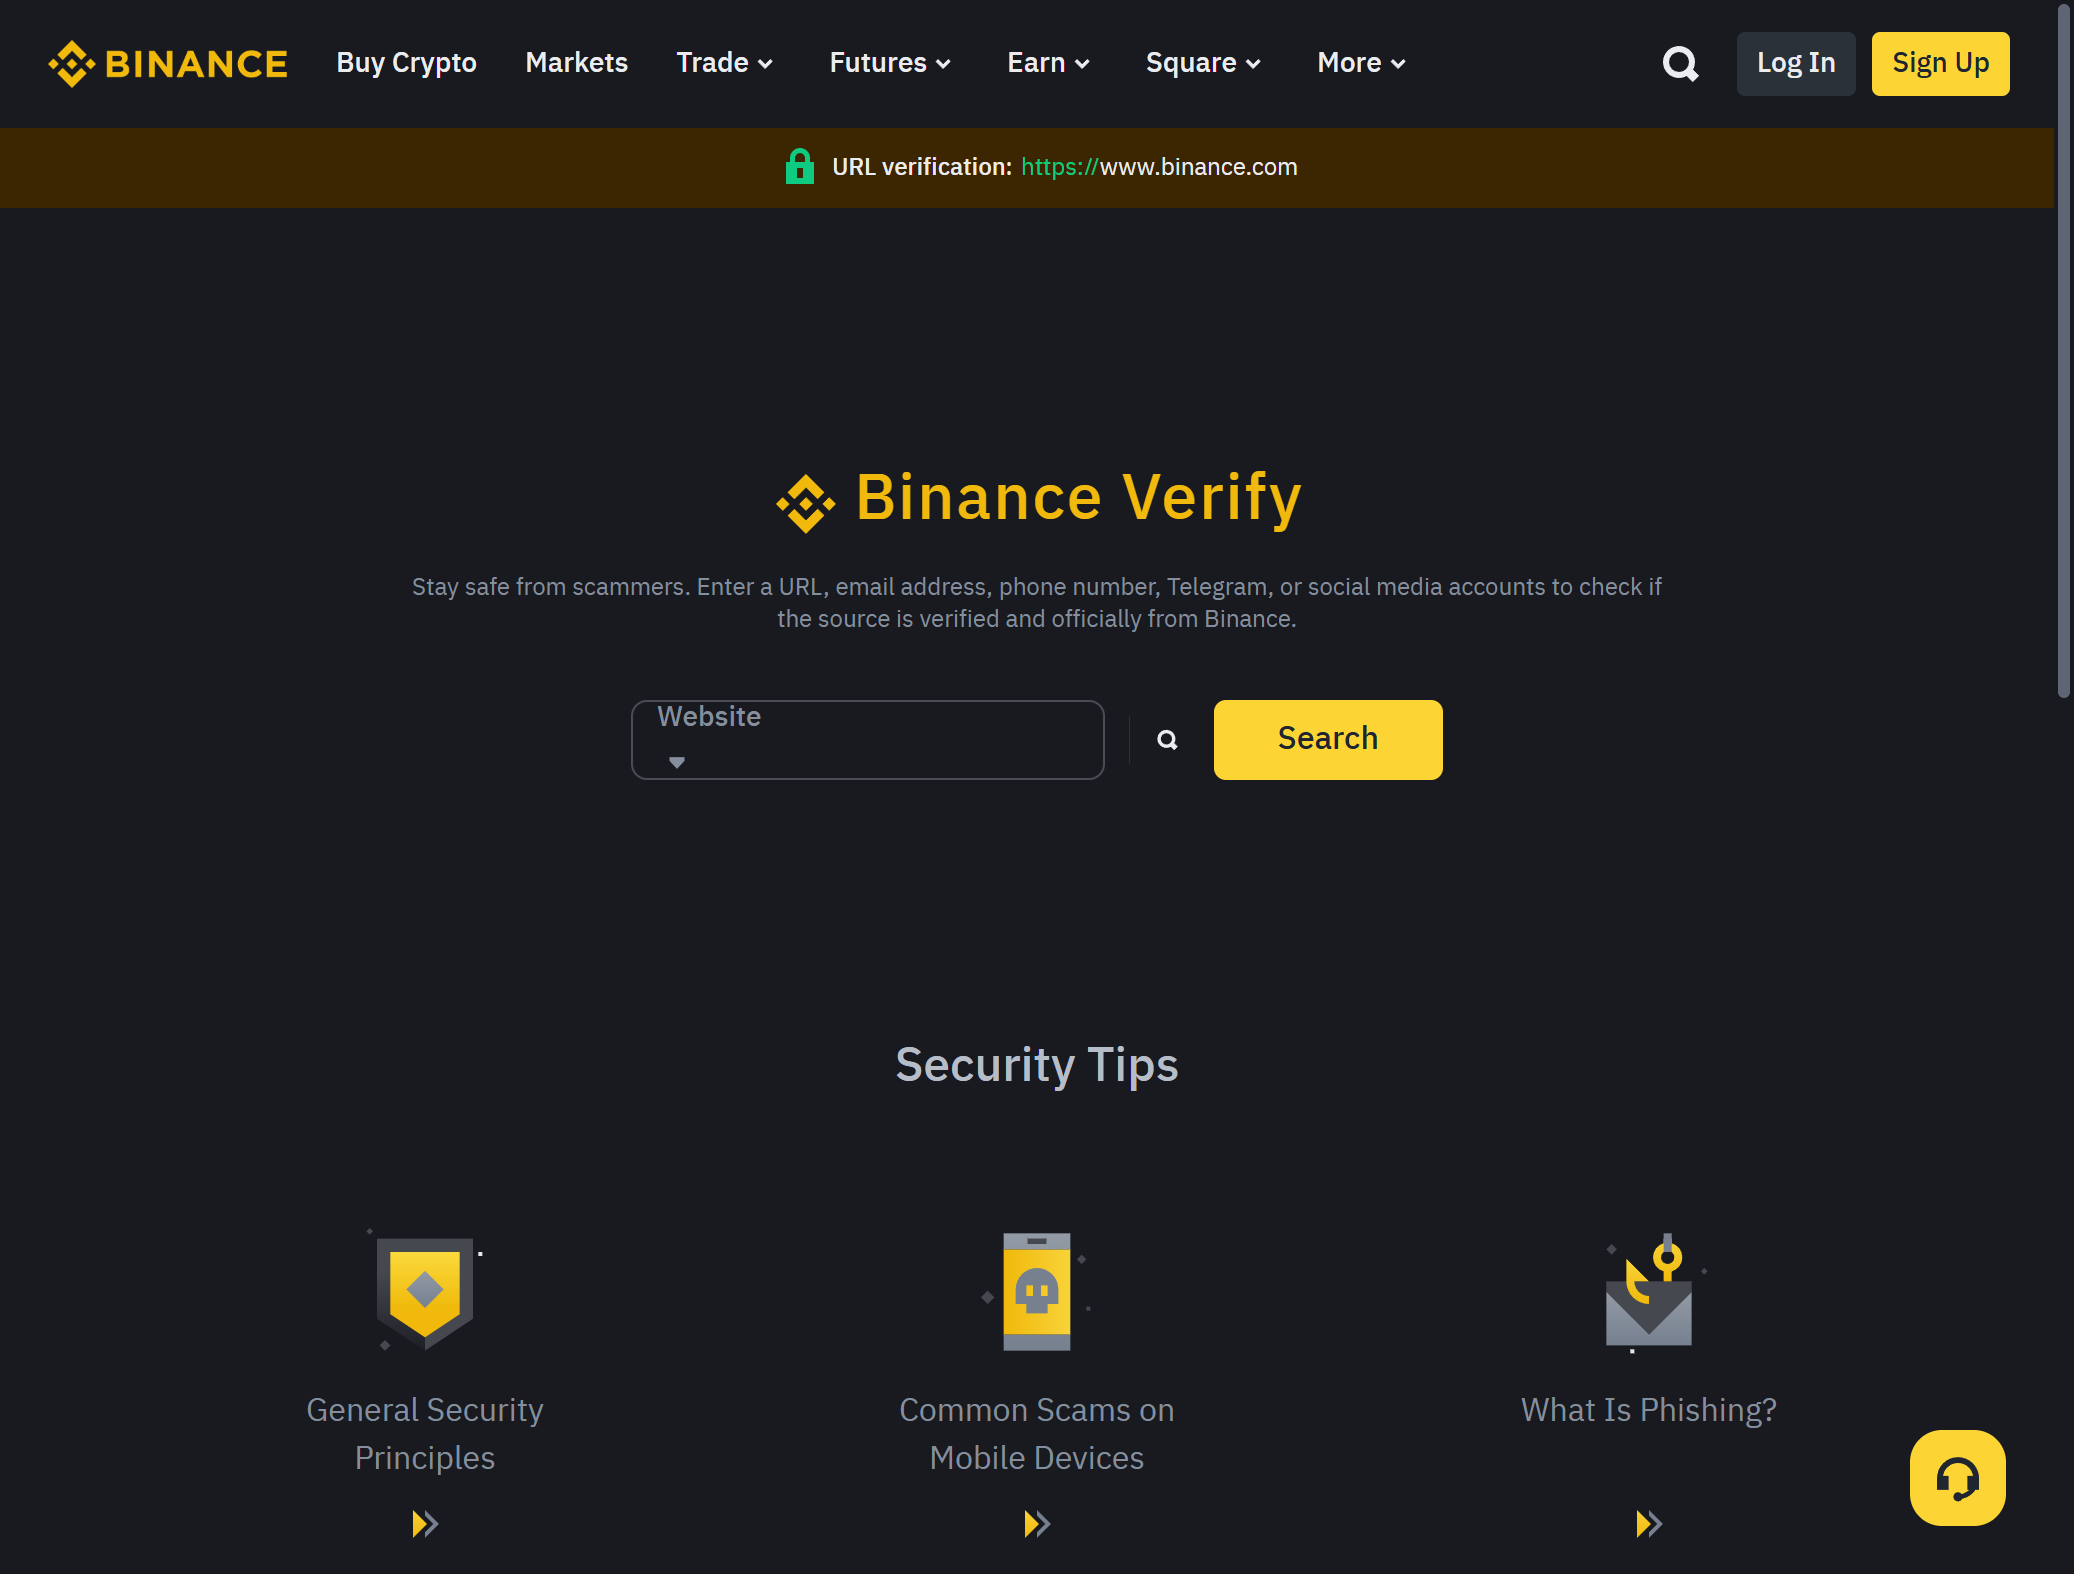 BINANCE Buy Crypto Markets Trade Futures Earn Square More Log In Sign Up
URL verification: https://www.binance.com
Binance Verify
Stay safe from scammers. Enter a URL, email address, phone number, Telegram, or social media accounts to check if
the source is verified and officially from Binance.
Website
Search
Security Tips
General Security
Principles
Common Scams on
Mobile Devices
What Is Phishing?